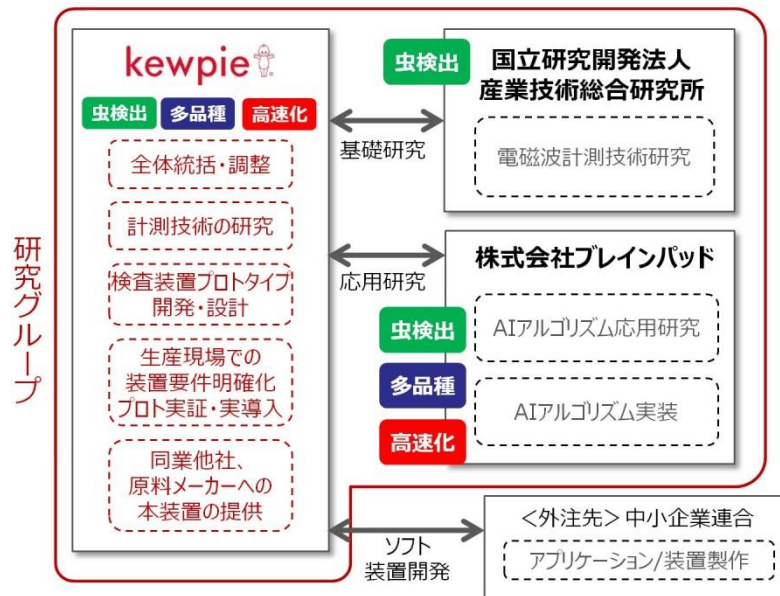 研究グループ
kewpie
虫検出 多品種 高速化
全体統括・調整
計測技術の研究
検査装置プロトタイプ
開発・設計
生産現場での
装置要件明確化
プロト実証・実導入
同業他社、
原料メーカーへの
本装置の提供
基礎研究
応用研究
ソフト
装置開発
虫検出
国立研究開発法人
産業技術総合研究所
電磁波計測技術研究
株式会社ブレインパッド
虫検出
多品種
高速化
AIアルゴリズム応用研究
AIアルゴリズム実装
<外注先>中小企業連合
アプリケーション/装置製作